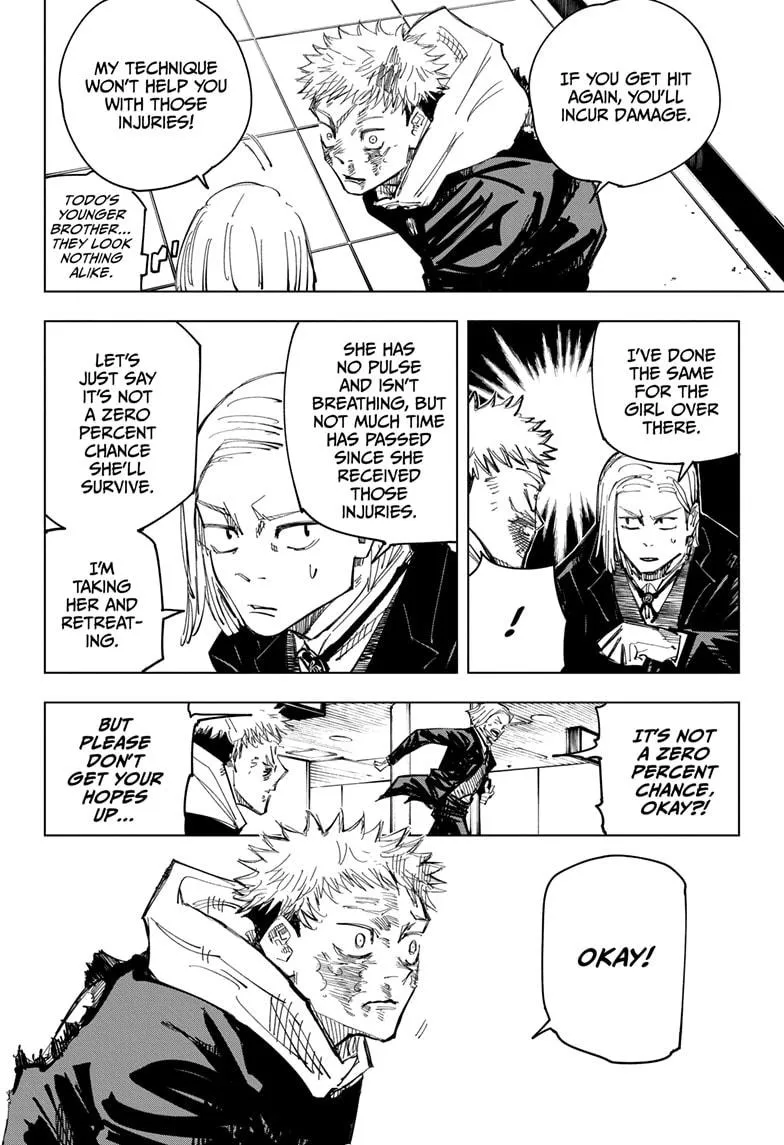 IF YOU GET HIT
AGAIN, YOU'LL
INCUR DAMAGE.
MY TECHNIQUE
WON'T HELP YOU
WITH THOSE
INJURIES!
TODO'S
YOUNGER
BROTHER...
THEY LOOK
NOTHING
ALIKE.
I'VE DONE
THE SAME
FOR THE
GIRL OVER
THERE.
!
SHE HAS
NO PULSE
AND ISN'T
BREATHING, BUT
NOT MUCH TIME
HAS PASSED
SINCE SHE
RECEIVED
THOSE
INJURIES.
LET'S
JUST SAY
IT'S NOT
A ZERO
PERCENT
CHANCE
SHE'LL
SURVIVE.
I'M
TAKING
HER AND
RETREAT-
ING.
IT'S NOT
A ZERO
PERCENT
CHANCE,
OKAY?!
BUT
PLEASE
DON'T
GET YOUR
HOPES
UP...
OKAY!